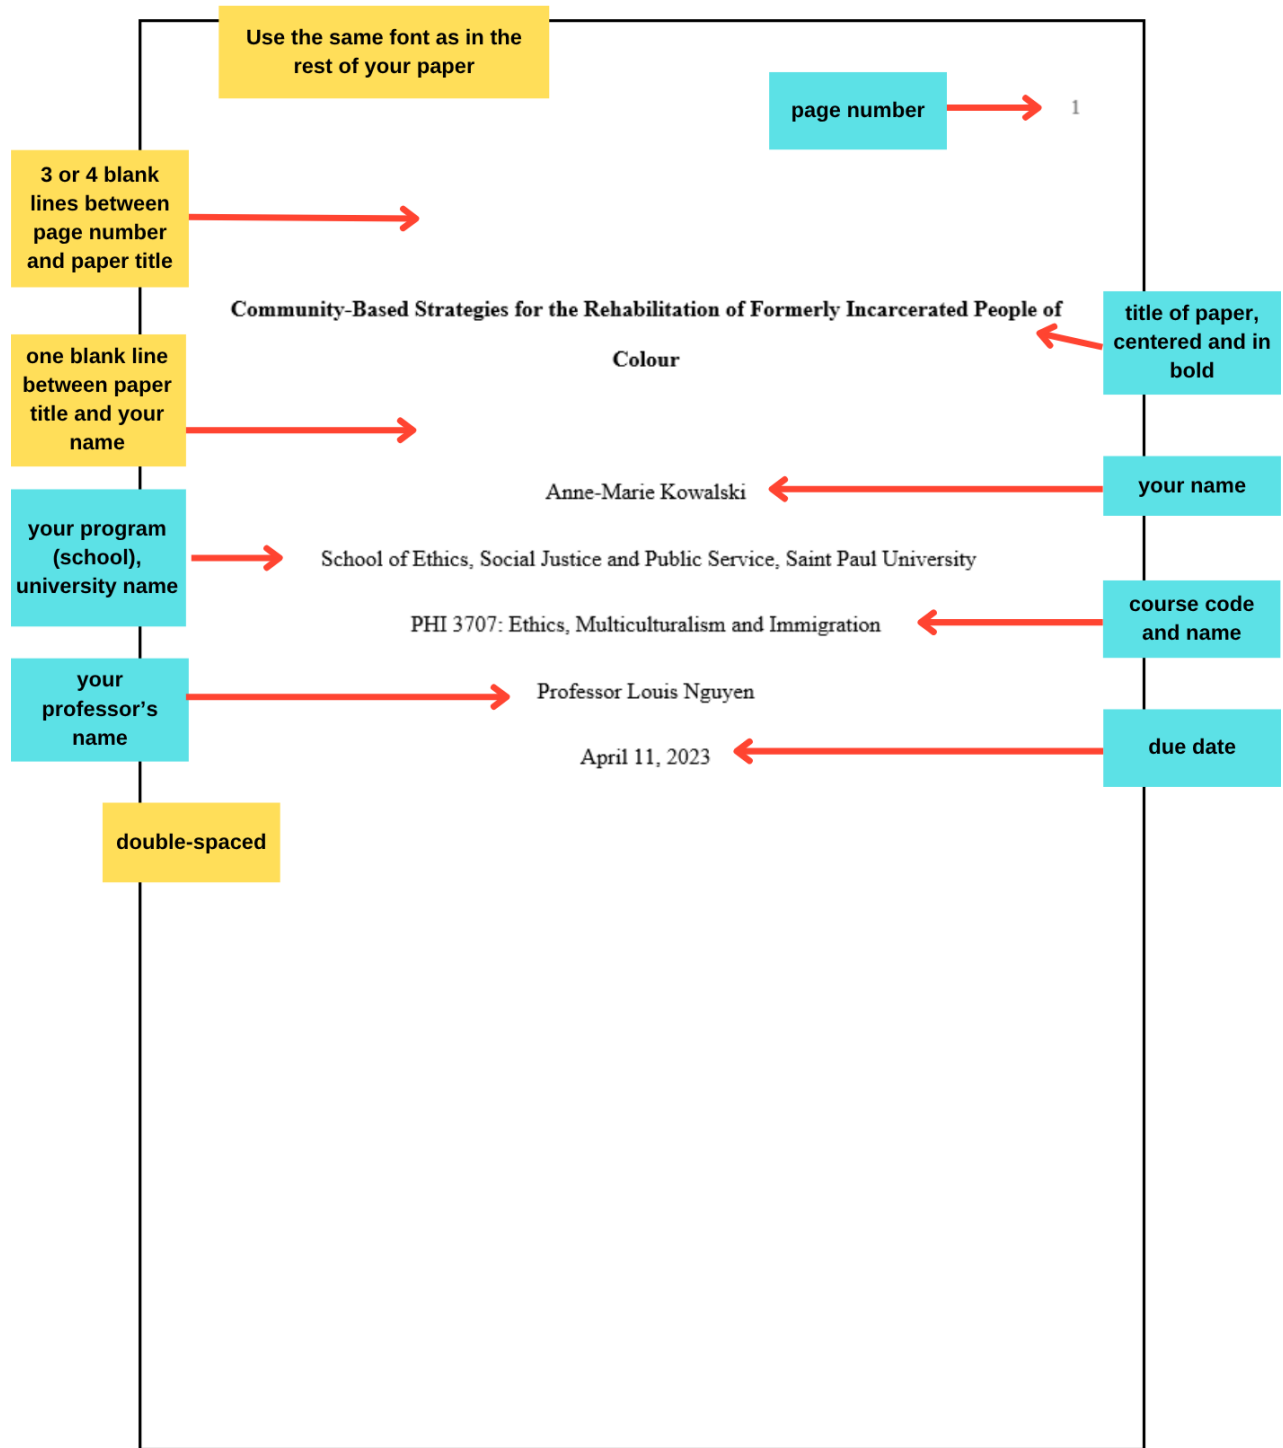 Use the same font as in the
rest of your paper
page number
1
3 or 4 blank
lines between
page number
and paper title
Community-Based Strategies for the Rehabilitation of Formerly Incarcerated People of
Colour
title of paper,
centered and in
bold
one blank line
between paper
title and your
name
Anne-Marie Kowalski
your name
your program
(school),
university name
School of Ethics, Social Justice and Public Service, Saint Paul University
PHI 3707: Ethics, Multiculturalism and Immigration
course code
and name
your
professor’s
name
Professor Louis Nguyen
April 11, 2023
due date
double-spaced